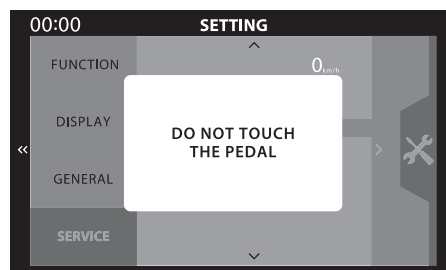 00:00 SETTING
FUNCTION
0km/h
DISPLAY
DO NOT TOUCH
THE PEDAL
GENERAL
SERVICE